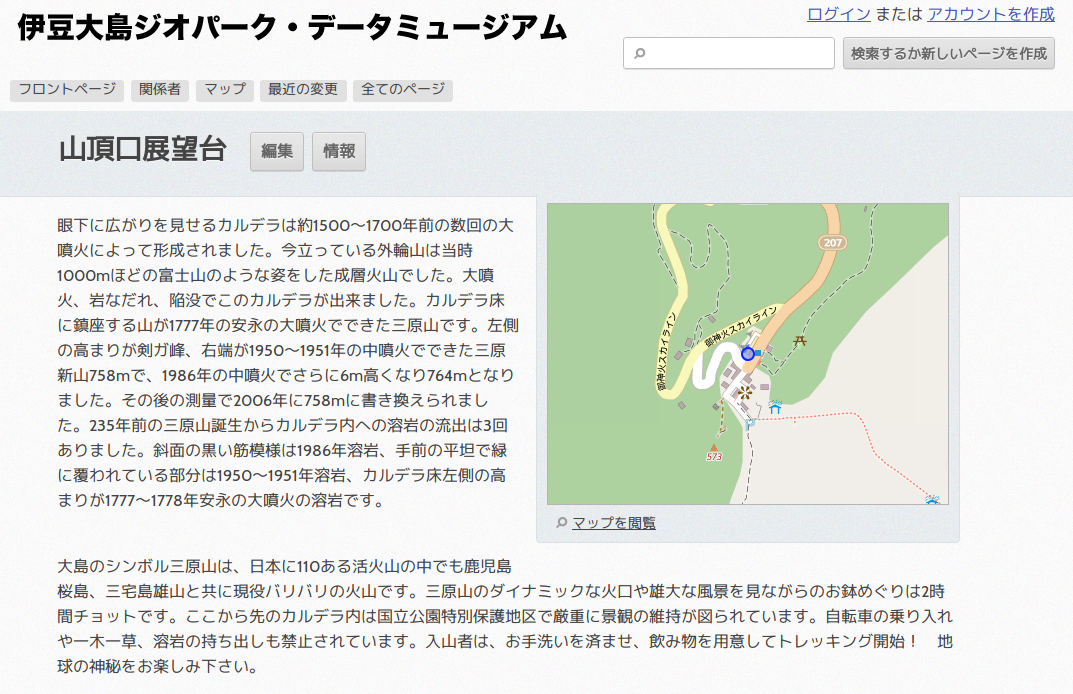 伊豆大島ジオパーク・データミュージアム
ログイン または アカウントを作成
検索するか新しいページを作成
フロントページ 関係者 マップ 最近の変更 全てのページ
山頂口展望台 編集 情報
眼下に広がりを見せるカルデラは約1500〜1700年前の数回の大
噴火によって形成されました。今立っている外輪山は当時
1000mほどの富士山のような姿をした成層火山でした。大噴
火、岩なだれ、陥没でこのカルデラが出来ました。カルデラ床
に鎮座する山が1777年の安永の大噴火でできた三原山です。左側
の高まりが剣ガ峰、右端が1950〜1951年の中噴火でできた三原
新山758mで、1986年の中噴火でさらに6m高くなり764mとなり
ました。その後の測量で2006年に758mに書き換えられまし
た。235年前の三原山誕生からカルデラ内への溶岩の流出は3回
ありました。斜面の黒い筋模様は1986年溶岩、手前の平坦で緑
に覆われている部分は1950〜1951年溶岩、カルデラ床左側の高
まりが1777〜1778年安永の大噴火の溶岩です。
207
御神火スカイライン
御神火スカイライン
573
マップを閲覧
大島のシンボル三原山は、日本に110ある活火山の中でも鹿児島
桜島、三宅島雄山と共に現役バリバリの火山です。三原山のダイナミックな火口や雄大な風景を見ながらのお鉢めぐりは2時
間チョットです。ここから先のカルデラ内は国立公園特別保護地区で厳重に景観の維持が図られています。自転車の乗り入れ
や一木一草、溶岩の持ち出しも禁止されています。入山者は、お手洗いを済ませ、飲み物を用意してトレッキング開始！　地
球の神秘をお楽しみ下さい。